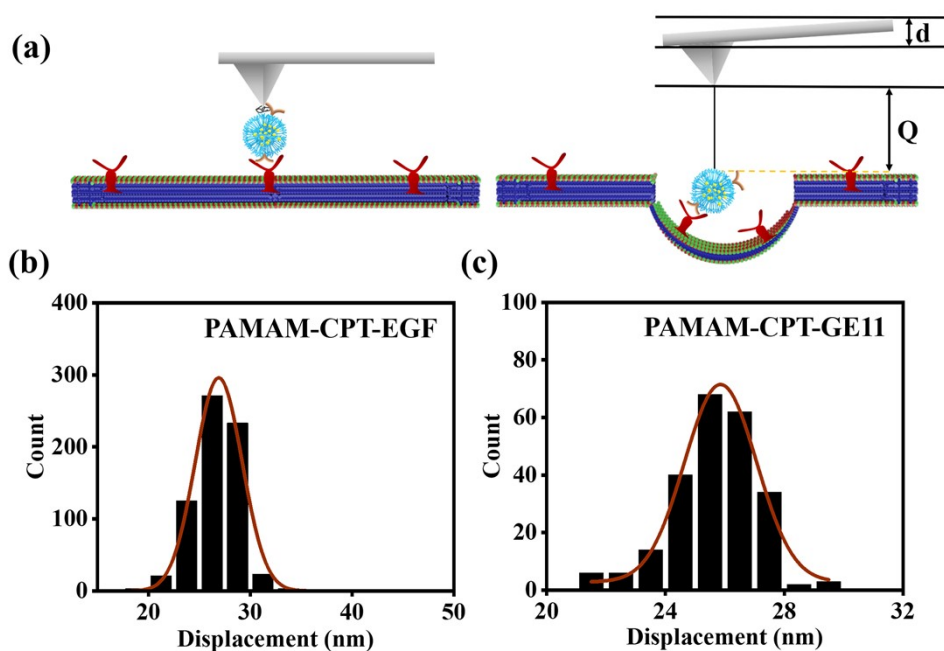 (a)
d
Q
(b)
(c)
PAMAM-CPT-EGF
400
300
200
100
0
Count
20
30
40
50
Displacement (nm)
PAMAM-CPT-GE11
100
80
60
40
20
0
Count
20
24
28
32
Displacement (nm)